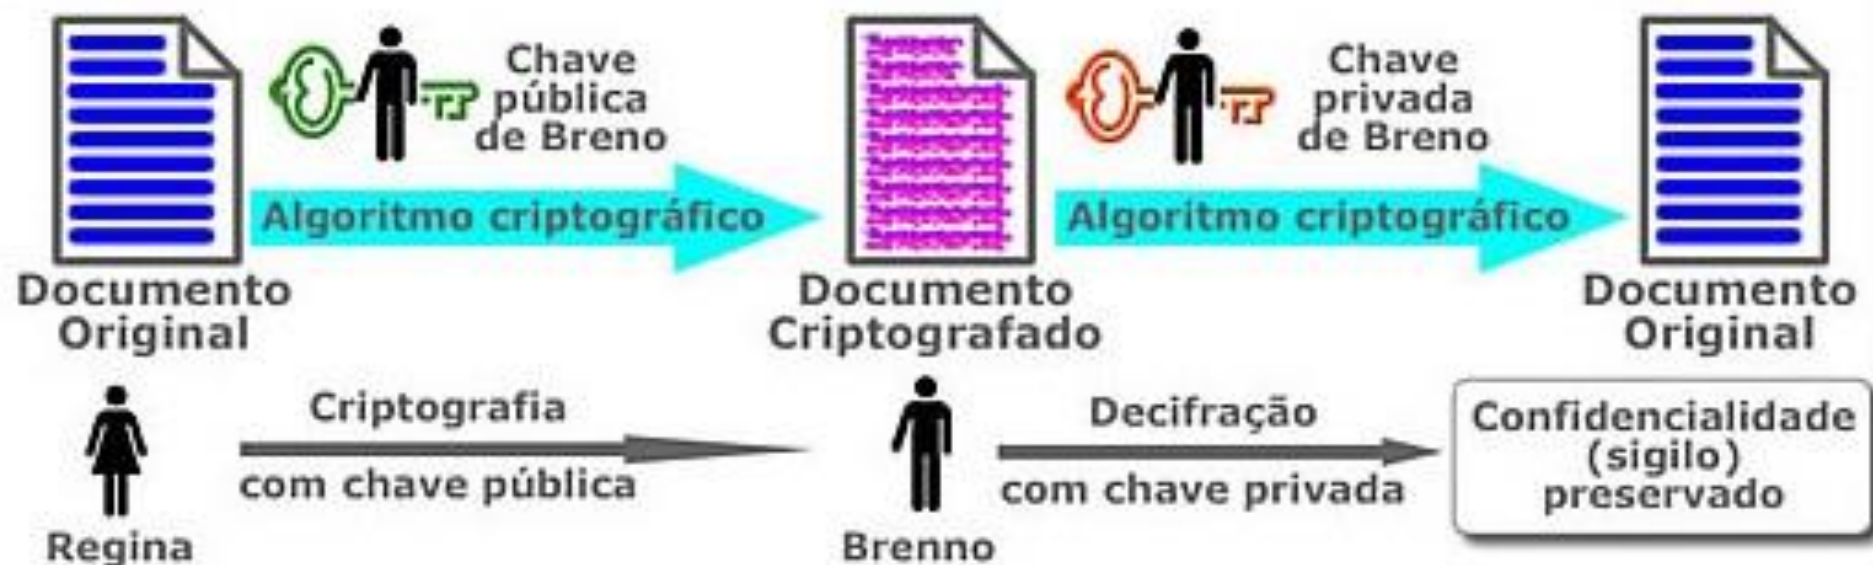 Chave
pública
de Breno
Chave
privada
de Breno
Algoritmo criptográfico
Algoritmo criptográfico
Documento
Original
Documento
Criptografado
Documento
Original
Criptografia
com chave pública
Decifração
com chave privada
Confidencialidade
(sigilo)
preservado
Regina
Brenno